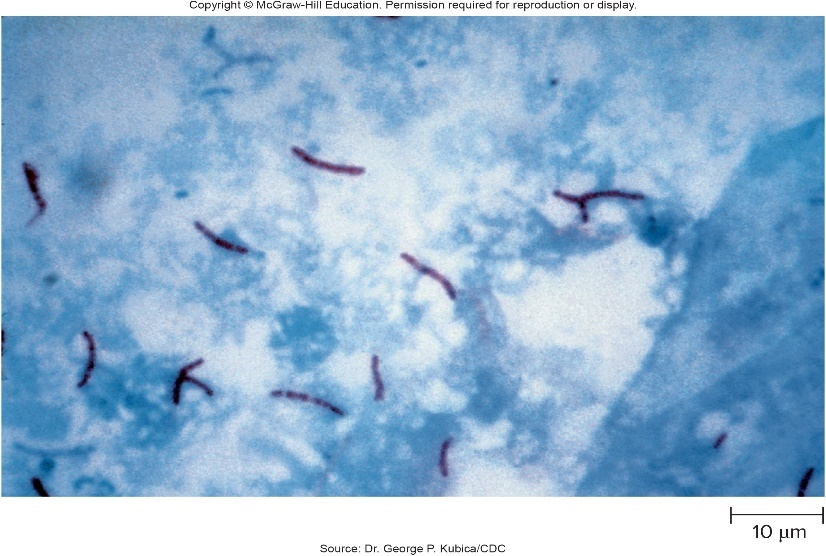 Copyright © McGraw-Hill Education. Permission required for reproduction or display.
10 μm
Source: Dr. George P. Kubica/CDC